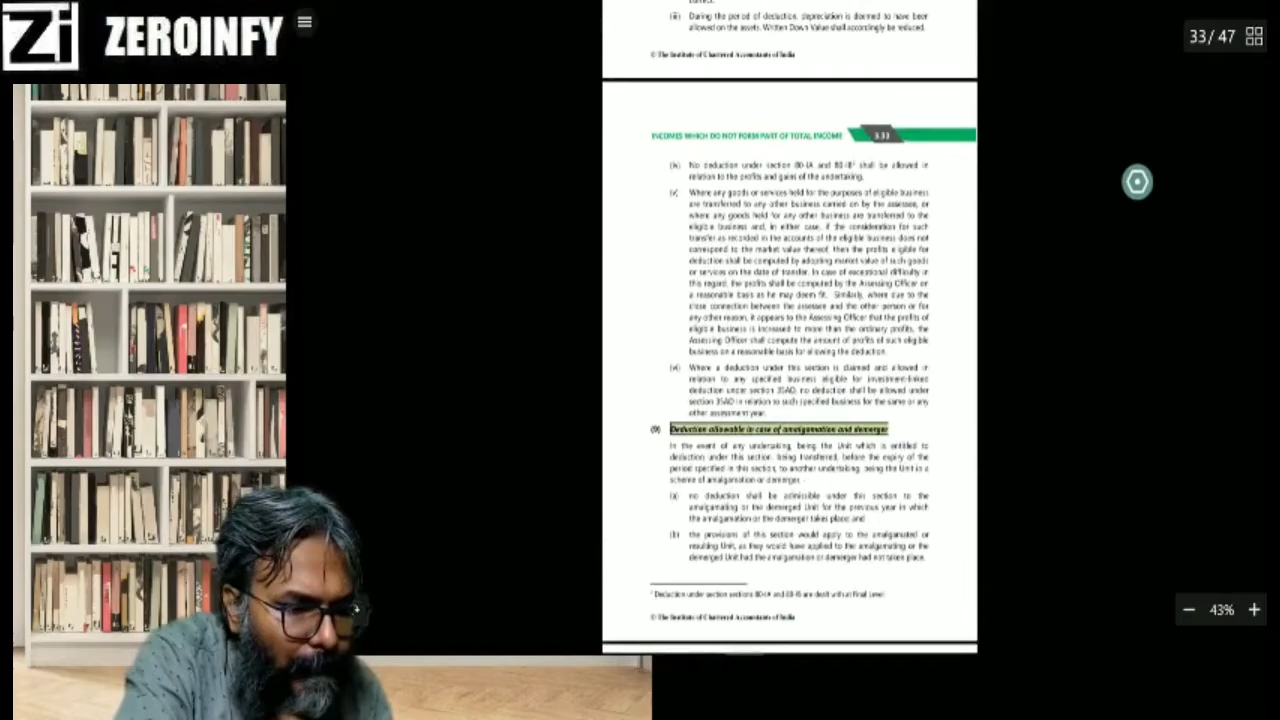 Zi ZEROINFY
33/ 47
(iii) During the period of deduction, depreciation is deemed to have been
allowed on the assets. Written Down Value shall accordingly be reduced.
© The Institute of Chartered Accountants of India
INCOMES WHICH DO NOT FORM PART OF TOTAL INCOME 3.33
(iv) No deduction under section 80-IA and 80-IB¹ shall be allowed in
relation to the profits and gains of the undertaking.
(v) Where any goods or services held for the purposes of eligible business
are transferred to any other business carried on by the assessee, or
where any goods held for any other business are transferred to the
eligible business and, in either case, if the consideration for such
transfer as recorded in the accounts of the eligible business does not
correspond to the market value thereof, then the profits eligible for
deduction shall be computed by adopting market value of such goods
or services on the date of transfer. In case of exceptional difficulty in
this regard, the profits shall be computed by the Assessing Officer on
a reasonable basis as he may deem fit. Similarly, where due to the
close connection between the assessee and the other person or for
any other reason, it appears to the Assessing Officer that the profits of
eligible business is increased to more than the ordinary profits, the
Assessing Officer shall compute the amount of profits of such eligible
business on a reasonable basis for allowing the deduction.
(vi) Where a deduction under this section is claimed and allowed in
relation to any specified business eligible for investment-linked
deduction under section 35AD, no deduction shall be allowed under
section 35AD in relation to such specified business for the same or any
other assessment year.
(9) Deduction allowable in case of amalgamation and demerger
In the event of any undertaking, being the Unit which is entitled to
deduction under this section, being transferred, before the expiry of the
period specified in this section, to another undertaking, being the Unit in a
scheme of amalgamation or demerger, -
(a) no deduction shall be admissible under this section to the
amalgamating or the demerged Unit for the previous year in which
the amalgamation or the demerger takes place; and
(b) the provisions of this section would apply to the amalgamated or
resulting Unit, as they would have applied to the amalgamating or the
demerged Unit had the amalgamation or demerger had not taken place.
Deduction under section sections 80-IA and 80-IB are dealt with at Final Level
© The Institute of Chartered Accountants of India
43%